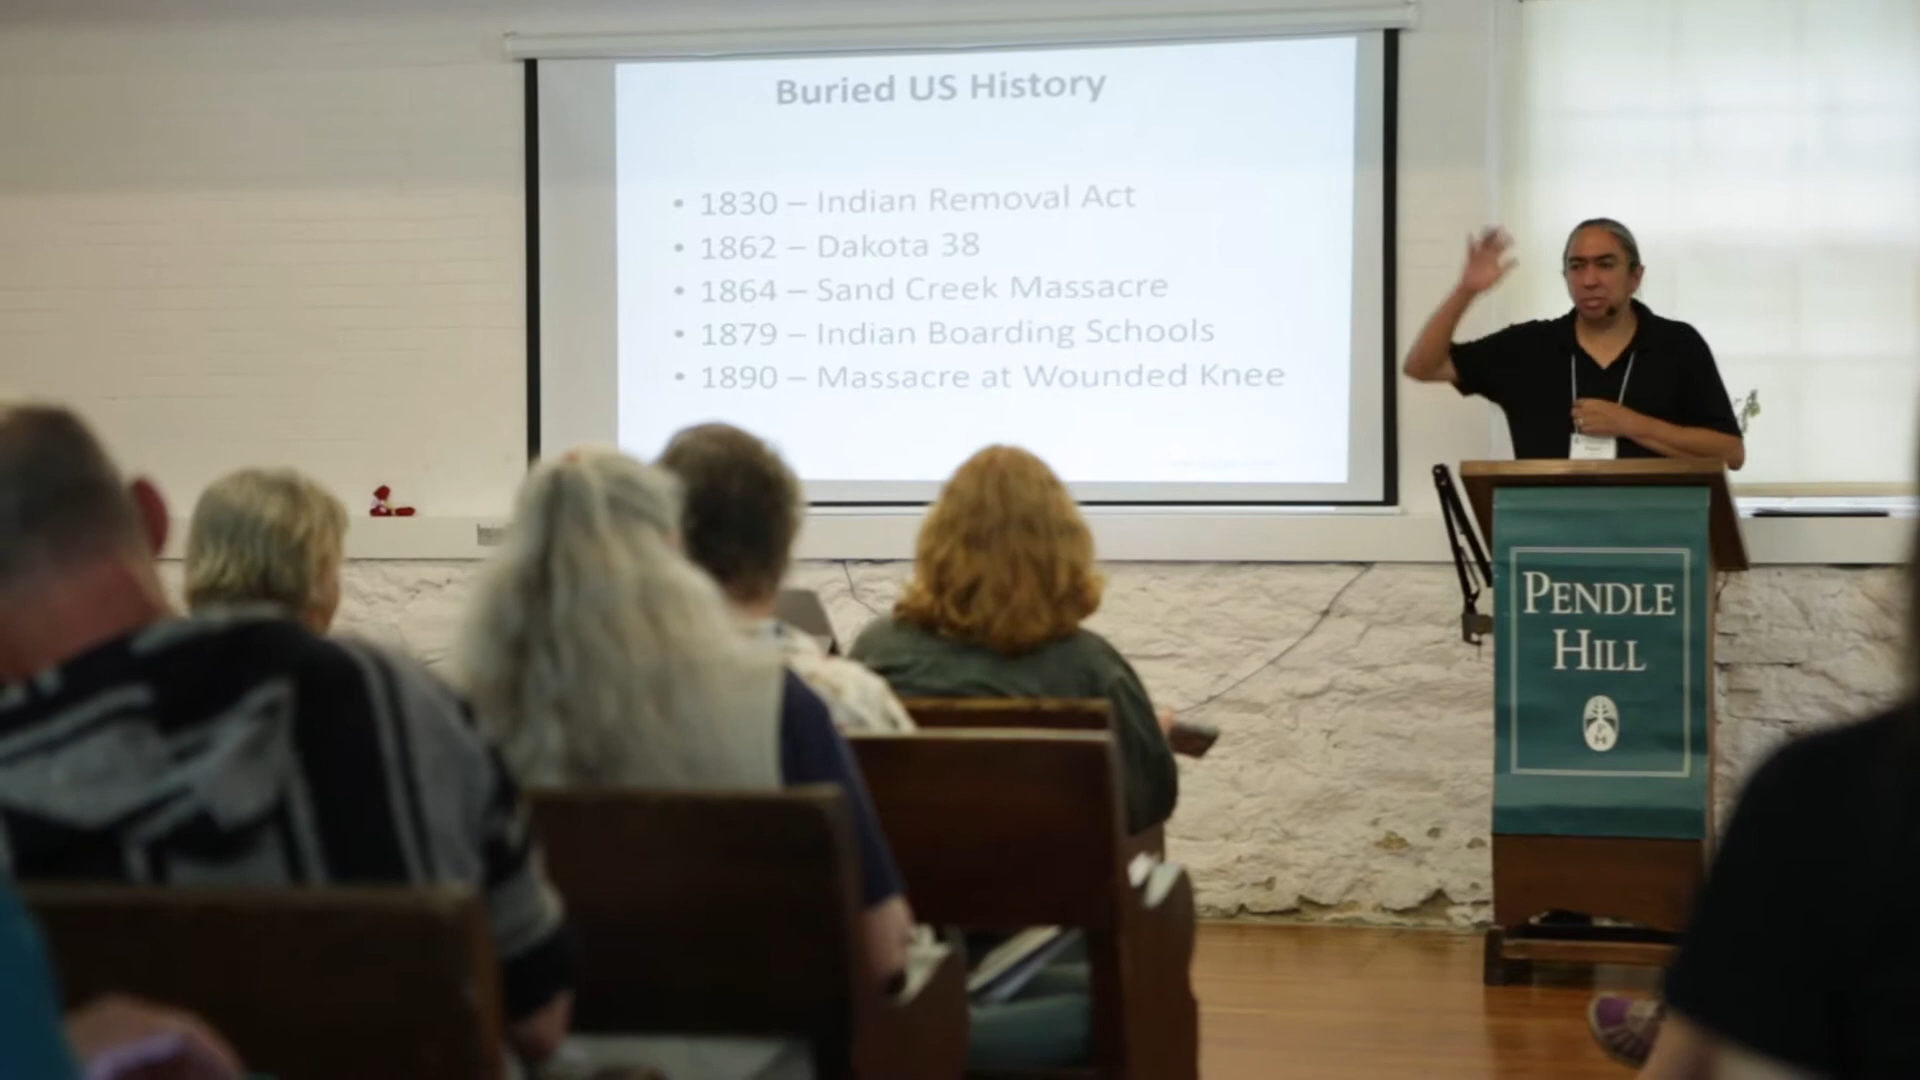 Buried US History
• 1830 – Indian Removal Act
• 1862 – Dakota 38
• 1864 – Sand Creek Massacre
• 1879 – Indian Boarding Schools
• 1890 – Massacre at Wounded Knee
PENDLE
HILL